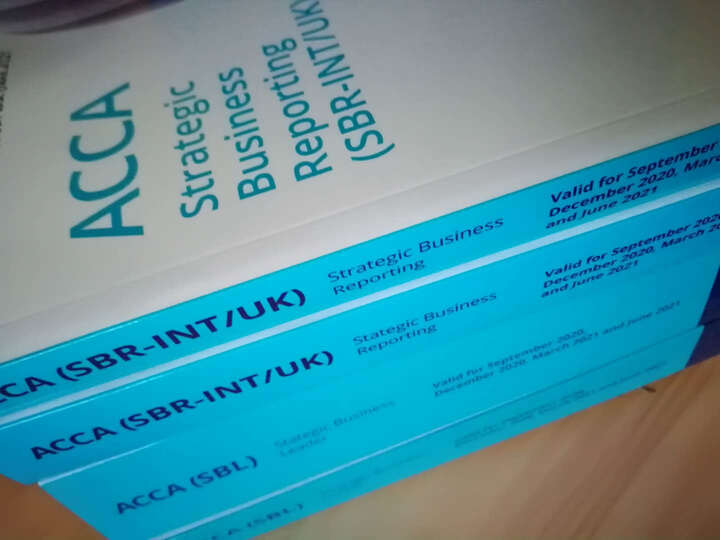 ACCA
Strategic
Business
Reporting
(SBR-INT/UK)
ACCA (SBR-INT/UK)
Strategic Business
Reporting
Valid for September
December 2020, March
and June 2021
ACCA (SBR-INT/UK)
Stategic Business
Reporting
Valid for September 2020,
December 2020, March
and June 2021
ACCA (SBL)
Stategic Business
Leader
Valid for September 2020,
December 2020, March 2021 and June 2021
(SBL)